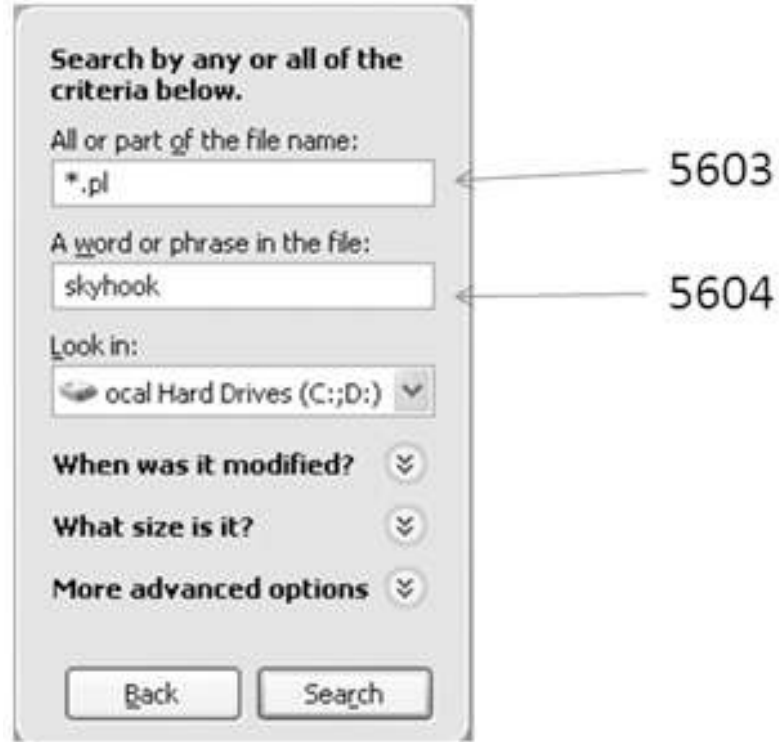 Search by any or all of the
criteria below.
All or part of the file name:
*.pl
5603
A word or phrase in the file:
skyhook
5604
Look in:
ocal Hard Drives (C:;D:)
When was it modified?
What size is it?
More advanced options
Back
Search